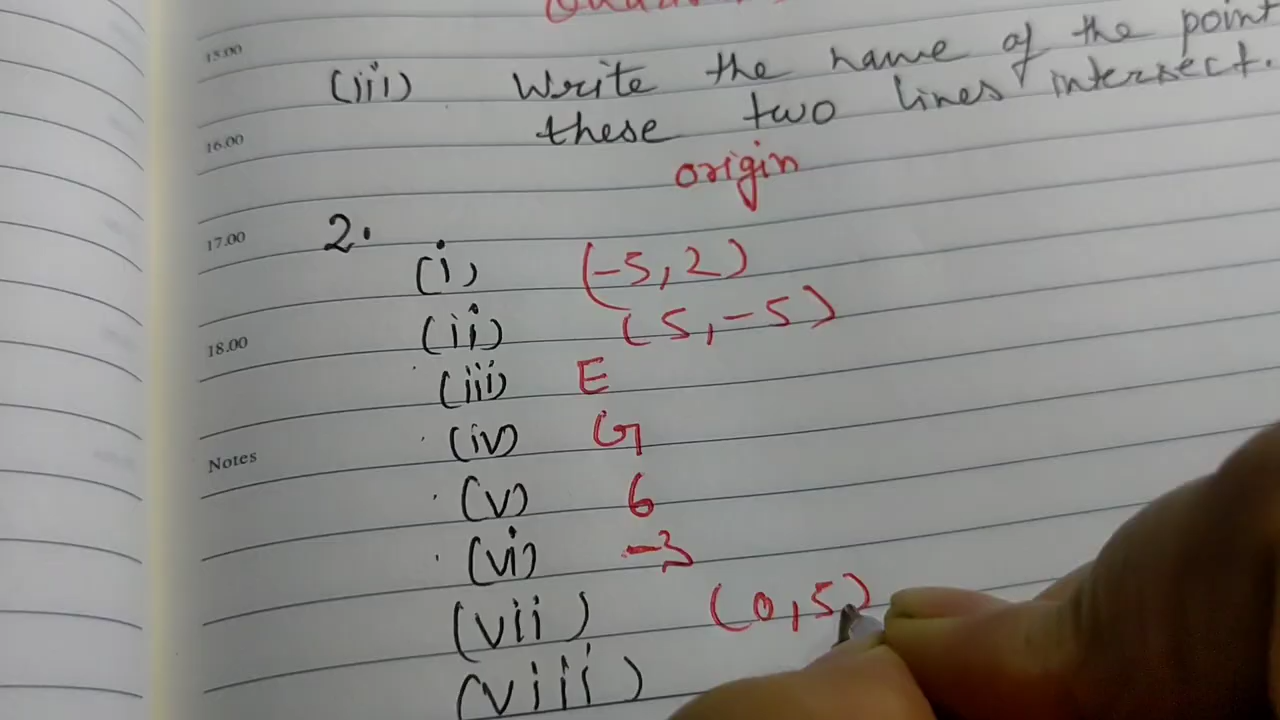 15.00
(iii) Write the name of the point
these two lines intersect.
16.00
origin
17.00
2.
(i) (-5, 2)
(ii) (5, -5)
18.00
(iii) E
(iv) G
Notes
(v) 6
(vi) -3
(vii) (0, 5)
(viii)